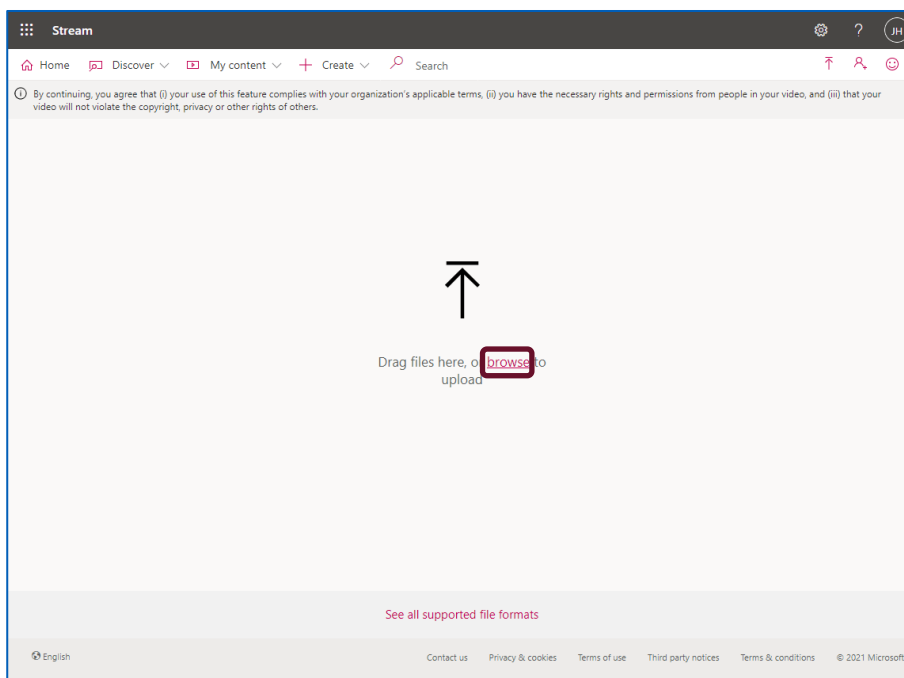 Stream
? JH
Home Discover My content Create Search
By continuing, you agree that (i) your use of this feature complies with your organization's applicable terms, (ii) you have the necessary rights and permissions from people in your video, and (iii) that your
video will not violate the copyright, privacy or other rights of others.
Drag files here, or browse to
upload
See all supported file formats
English Contact us Privacy & cookies Terms of use Third party notices Terms & conditions © 2021 Microsoft